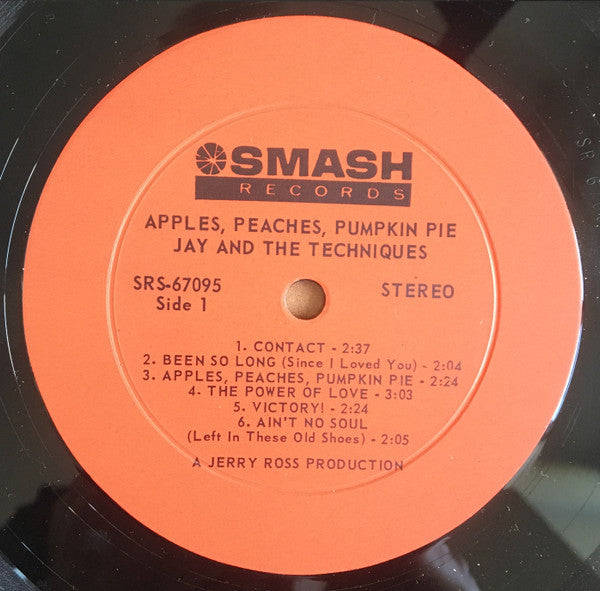 SMASH
RECORDS
APPLES, PEACHES, PUMPKIN PIE
JAY AND THE TECHNIQUES
SRS-67095 STEREO
Side 1
1. CONTACT - 2:37
2. BEEN SO LONG (Since I Loved You) - 2:04
3. APPLES, PEACHES, PUMPKIN PIE - 2:24
4. THE POWER OF LOVE - 3:03
5. VICTORY! - 2:24
6. AIN'T NO SOUL
(Left In These Old Shoes) - 2:05
A JERRY ROSS PRODUCTION